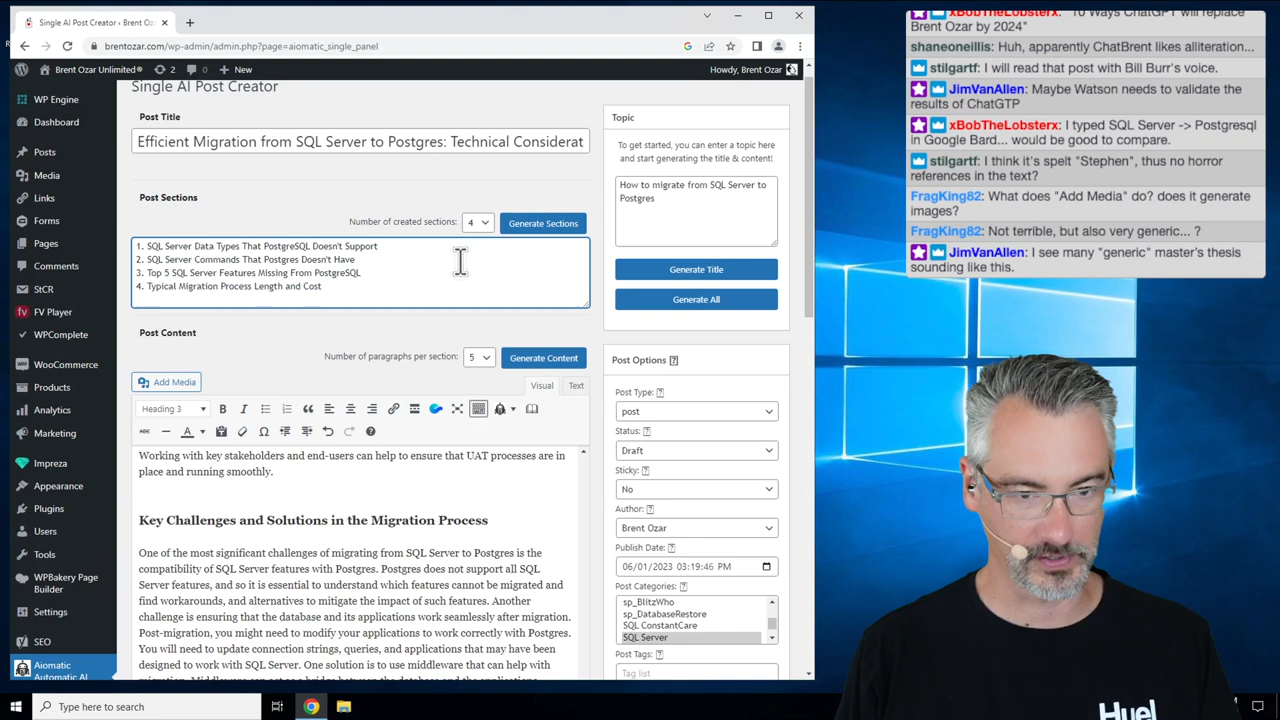 Single AI Post Creator ‹ Brent Oz
brentozar.com/wp-admin/admin.php?page=aiomatic_single_panel
Brent Ozar Unlimited®
2
0
New
Howdy, Brent Ozar
WP Engine
Dashboard
Posts
Media
Links
Forms
Pages
Comments
StCR
FV Player
WPComplete
WooCommerce
Products
Analytics
Marketing
Impreza
Appearance
Plugins
Users
Tools
WPBakery Page
Builder
Settings
SEO
Aiomatic
Automatic AI
Single AI Post Creator
Post Title
Efficient Migration from SQL Server to Postgres: Technical Considerat
Post Sections
Number of created sections:
4
Generate Sections
1. SQL Server Data Types That PostgreSQL Doesn't Support
2. SQL Server Commands That Postgres Doesn't Have
3. Top 5 SQL Server Features Missing From PostgreSQL
4. Typical Migration Process Length and Cost
Post Content
Number of paragraphs per section:
5
Generate Content
Add Media
Visual
Text
Heading 3
Working with key stakeholders and end-users can help to ensure that UAT processes are in
place and running smoothly.
Key Challenges and Solutions in the Migration Process
One of the most significant challenges of migrating from SQL Server to Postgres is the
compatibility of SQL Server features with Postgres. Postgres does not support all SQL
Server features, and so it is essential to understand which features cannot be migrated and
find workarounds, and alternatives to mitigate the impact of such features. Another
challenge is ensuring that the database and its applications work seamlessly after migration.
Post-migration, you might need to modify your applications to work correctly with Postgres.
You will need to update connection strings, queries, and applications that may have been
designed to work with SQL Server. One solution is to use middleware that can help with
Topic
To get started, you can enter a topic here
and start generating the title & content!
How to migrate from SQL Server to
Postgres
Generate Title
Generate All
Post Options
Post Type:
post
Status:
Draft
Sticky:
No
Author:
Brent Ozar
Publish Date:
06/01/2023 03:19:46 PM
Post Categories:
sp_BlitzWho
sp_DatabaseRestore
SQL ConstantCare
SQL Server
Post Tags:
Tag list
xBobTheLobsterx: "10 Ways ChatGPT will replace
Brent Ozar by 2024"
shaneoneillis: Huh, apparently ChatBrent likes alliteration...
stilgartf: I will read that post with Bill Burr's voice.
JimVanAllen: Maybe Watson needs to validate the
results of ChatGTP
xBobTheLobsterx: I typed SQL Server -> Postgresql
in Google Bard... would be good to compare.
stilgartf: I think it's spelt "Stephen", thus no horror
references in the text?
FragKing82: What does "Add Media" do? does it generate
images?
FragKing82: Not terrible, but also very generic... ?
JimVanAllen: I see many "generic" master's thesis
sounding like this.
Huel
Type here to search